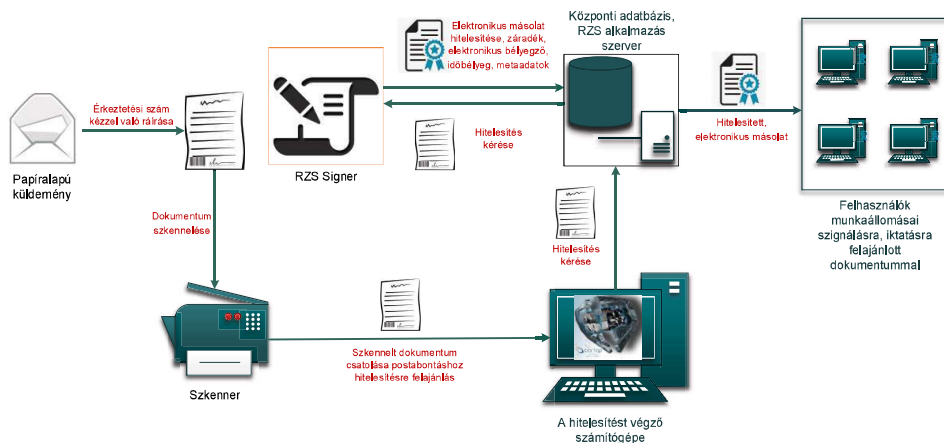 Elektronikus másolat
hitelesítése, záradék,
elektronikus bélyegző,
időbélyeg, metaadatok
Központi adatbázis,
RZS alkalmazás
szerver
Érkeztetési szám
kézzel való ráírása
Hitelesítés
kérése
Hitelesített,
elektronikus másolat
Papíralapú
küldemény
RZS Signer
Felhasználók
munkaállomásai
szignálásra, iktatásra
felajánlott
dokumentummal
Dokumentum
szkennelése
Hitelesítés
kérése
Szkennelt dokumentum
csatolása postabontáshoz
hitelesítésre felajánlás
Szkenner
A hitelesítést végző
számítógépe